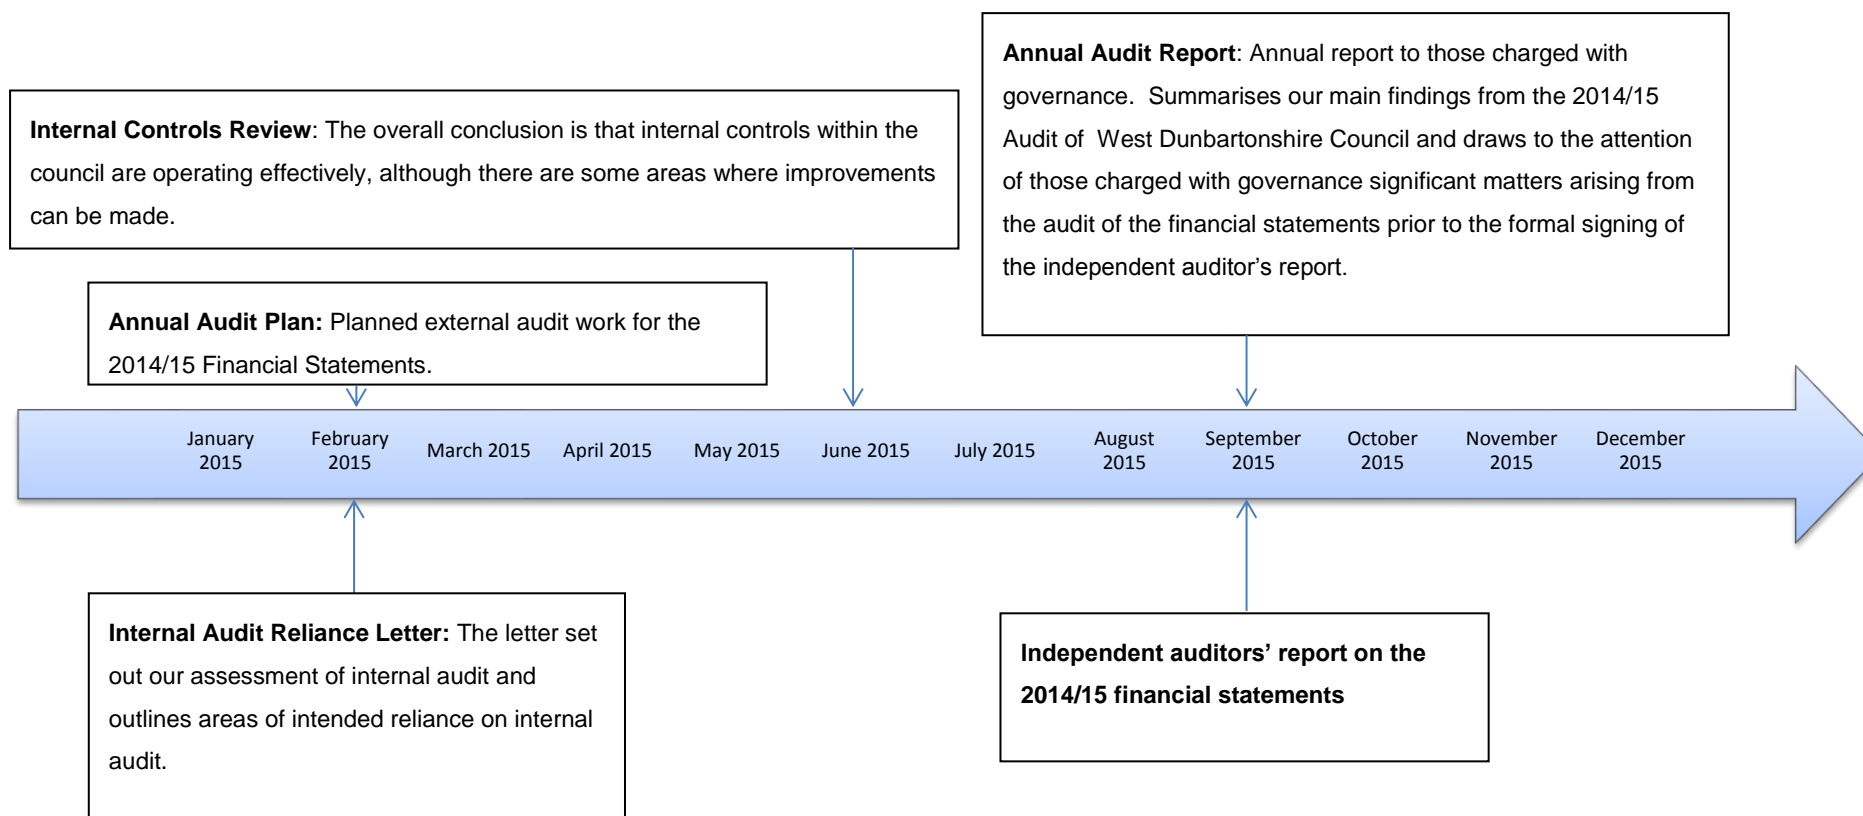 Annual Audit Report: Annual report to those charged with
governance.  Summarises our main findings from the 2014/15
Audit of  West Dunbartonshire Council and draws to the attention
of those charged with governance significant matters arising from
the audit of the financial statements prior to the formal signing of
the independent auditor’s report.
Internal Controls Review: The overall conclusion is that internal controls within the
council are operating effectively, although there are some areas where improvements
can be made.
Annual Audit Plan: Planned external audit work for the
2014/15 Financial Statements.
January
2015
February
2015
March 2015
April 2015
May 2015
June 2015
July 2015
August
2015
September
2015
October
2015
November
2015
December
2015
Internal Audit Reliance Letter: The letter set
out our assessment of internal audit and
outlines areas of intended reliance on internal
audit.
Independent auditors’ report on the
2014/15 financial statements